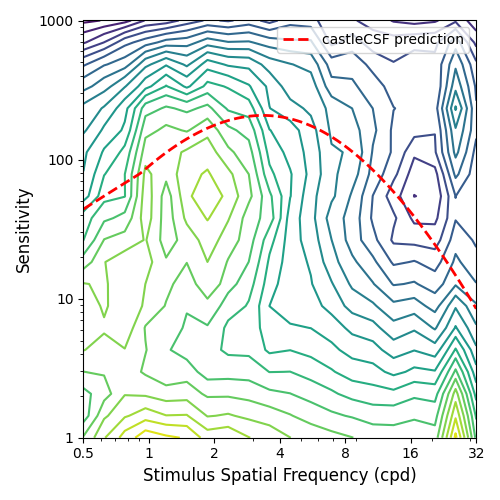 1000
castleCSF prediction
100
Sensitivity
10
1
0.5 1 2 4 8 16 32
Stimulus Spatial Frequency (cpd)